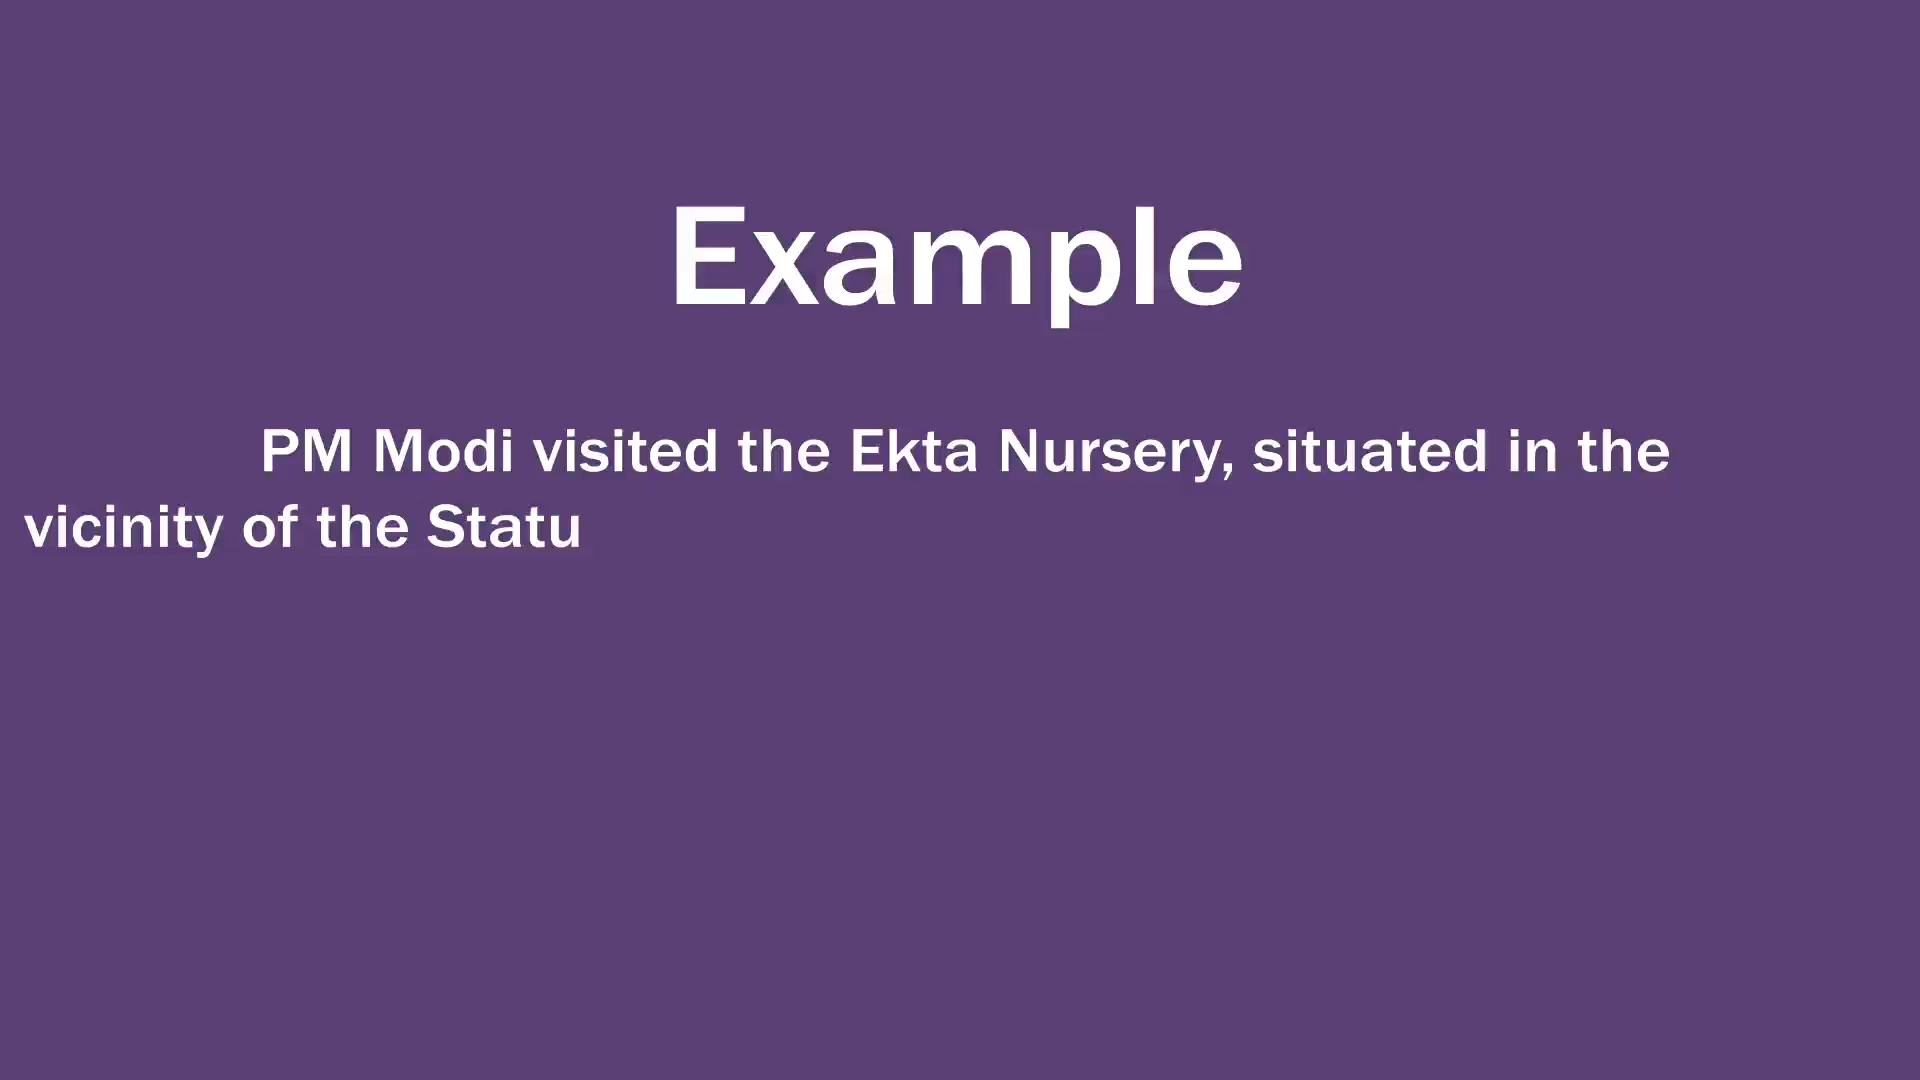 Example
PM Modi visited the Ekta Nursery, situated in the
vicinity of the Statu